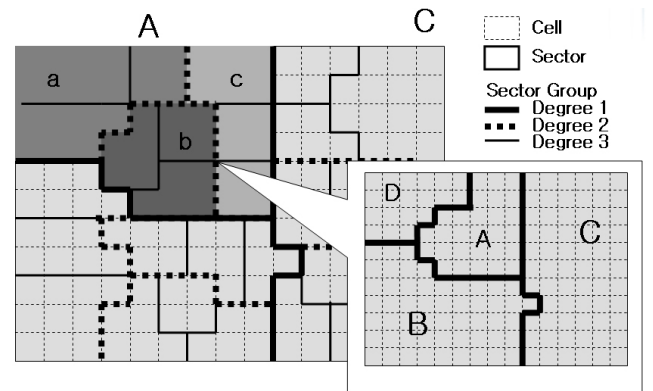 A
C
Cell
Sector
Sector Group
Degree 1
Degree 2
Degree 3
a
c
b
D
A
C
B